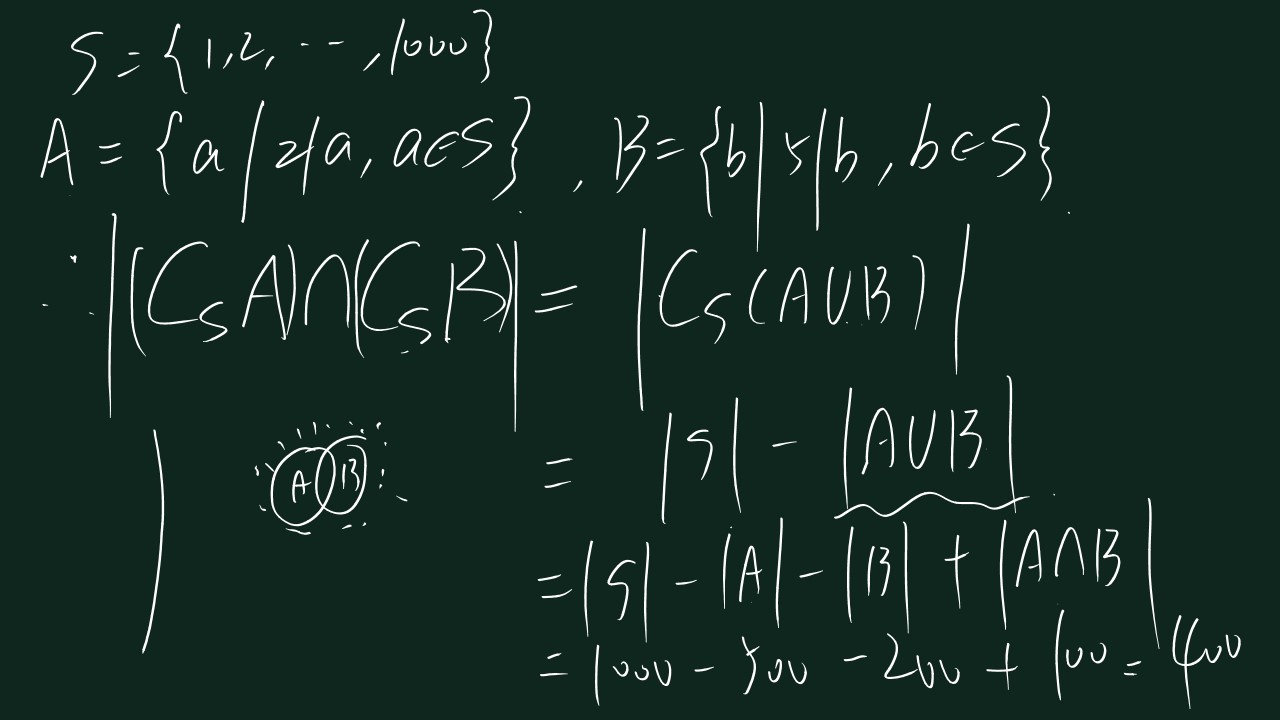 S = {1,2, ..., 1000}
A = {a | 2|a, a∈S}, B = {b | 5|b, b∈S}
∴ |(C_S A)∩(C_S B)| = |C_S(A∪B)|
= |S| - |A∪B|
A B
= |S| - |A| - |B| + |A∩B|
= 1000 - 500 - 200 + 100 = 400